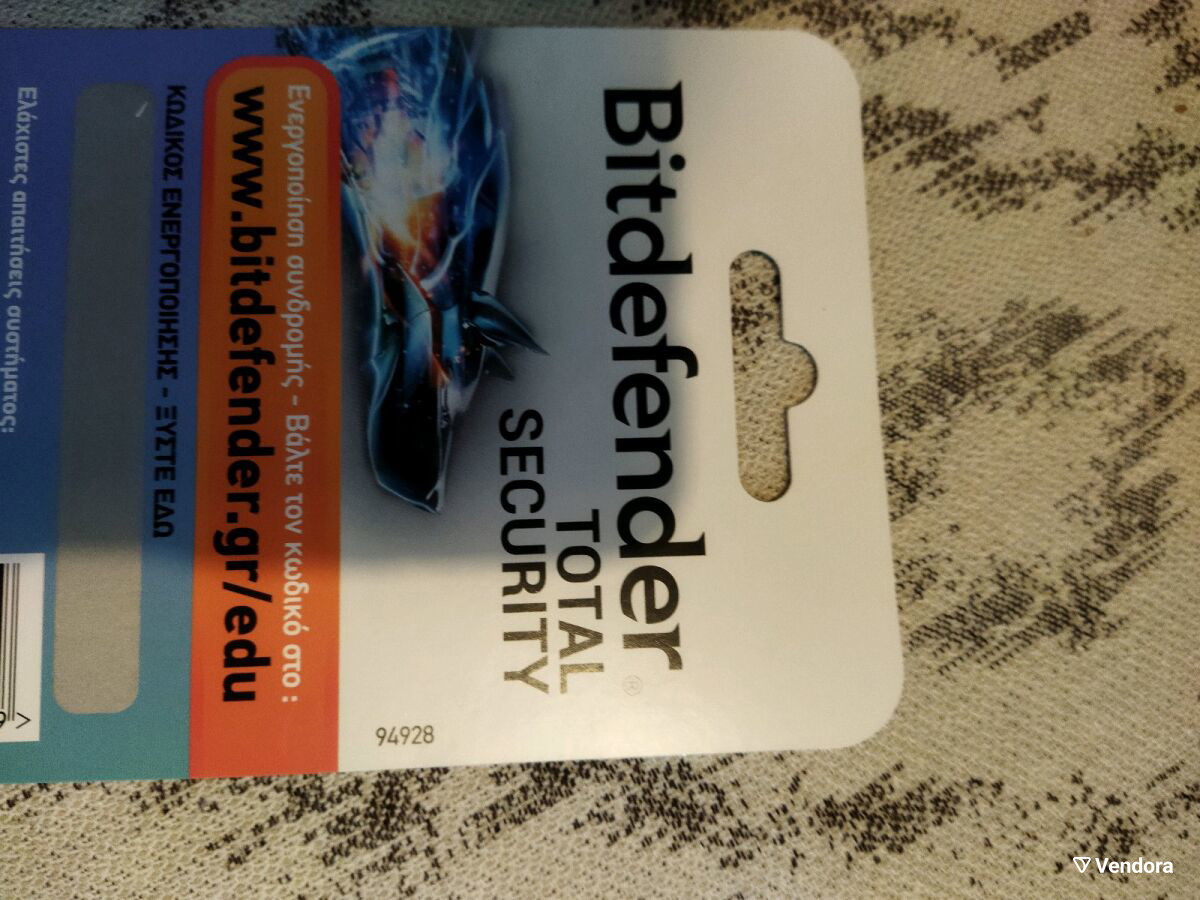 Bitdefender®
TOTAL
SECURITY
94928
Ενεργοποίηση συνδρομής - Βάλτε τον κωδικό στο :
www.bitdefender.gr/edu
ΚΩΔΙΚΟΣ ΕΝΕΡΓΟΠΟΙΗΣΗΣ - ΞΥΣΤΕ ΕΔΩ
Ελάχιστες απαιτήσεις συστήματος:
Vendora